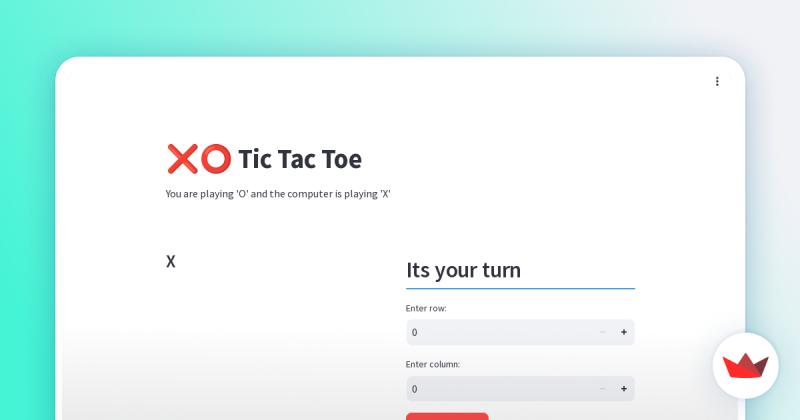 ❌⭕ Tic Tac Toe
You are playing 'O' and the computer is playing 'X'
X
Its your turn
Enter row:
0
Enter column:
0